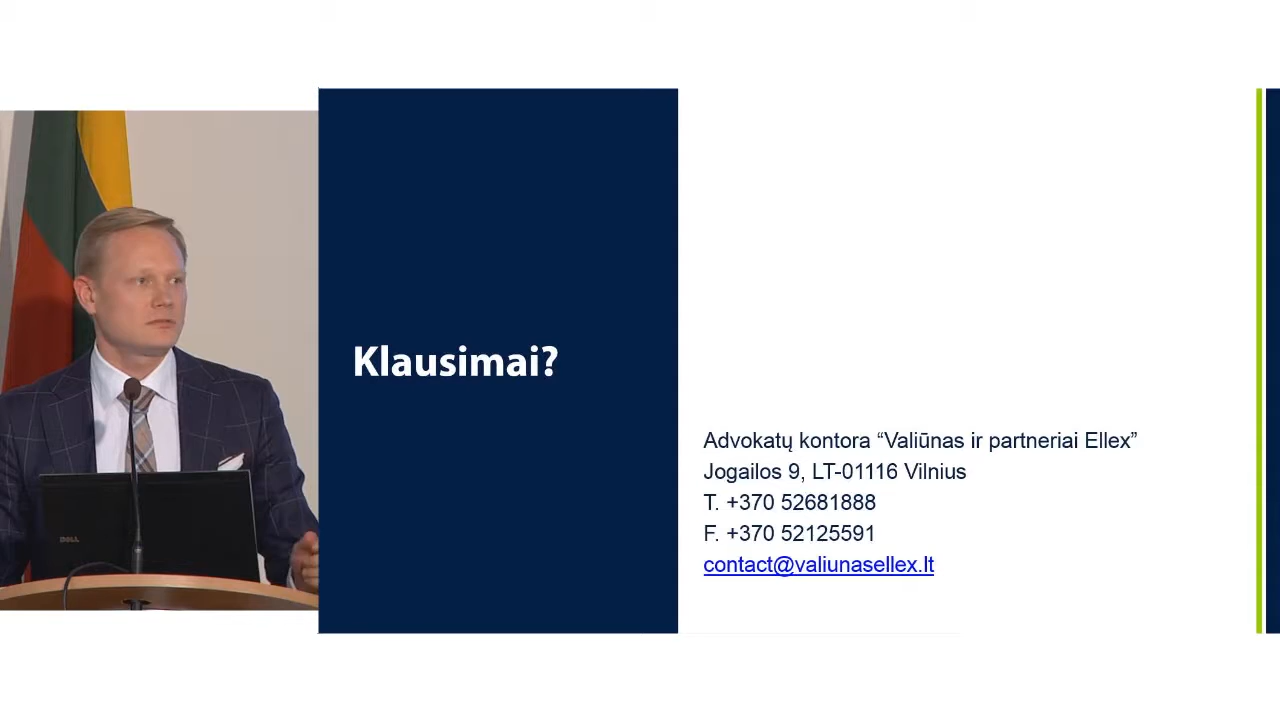 Klausimai?
Advokatų kontora “Valiūnas ir partneriai Ellex”
Jogailos 9, LT-01116 Vilnius
T. +370 52681888
F. +370 52125591
contact@valiunasellex.lt
DELL